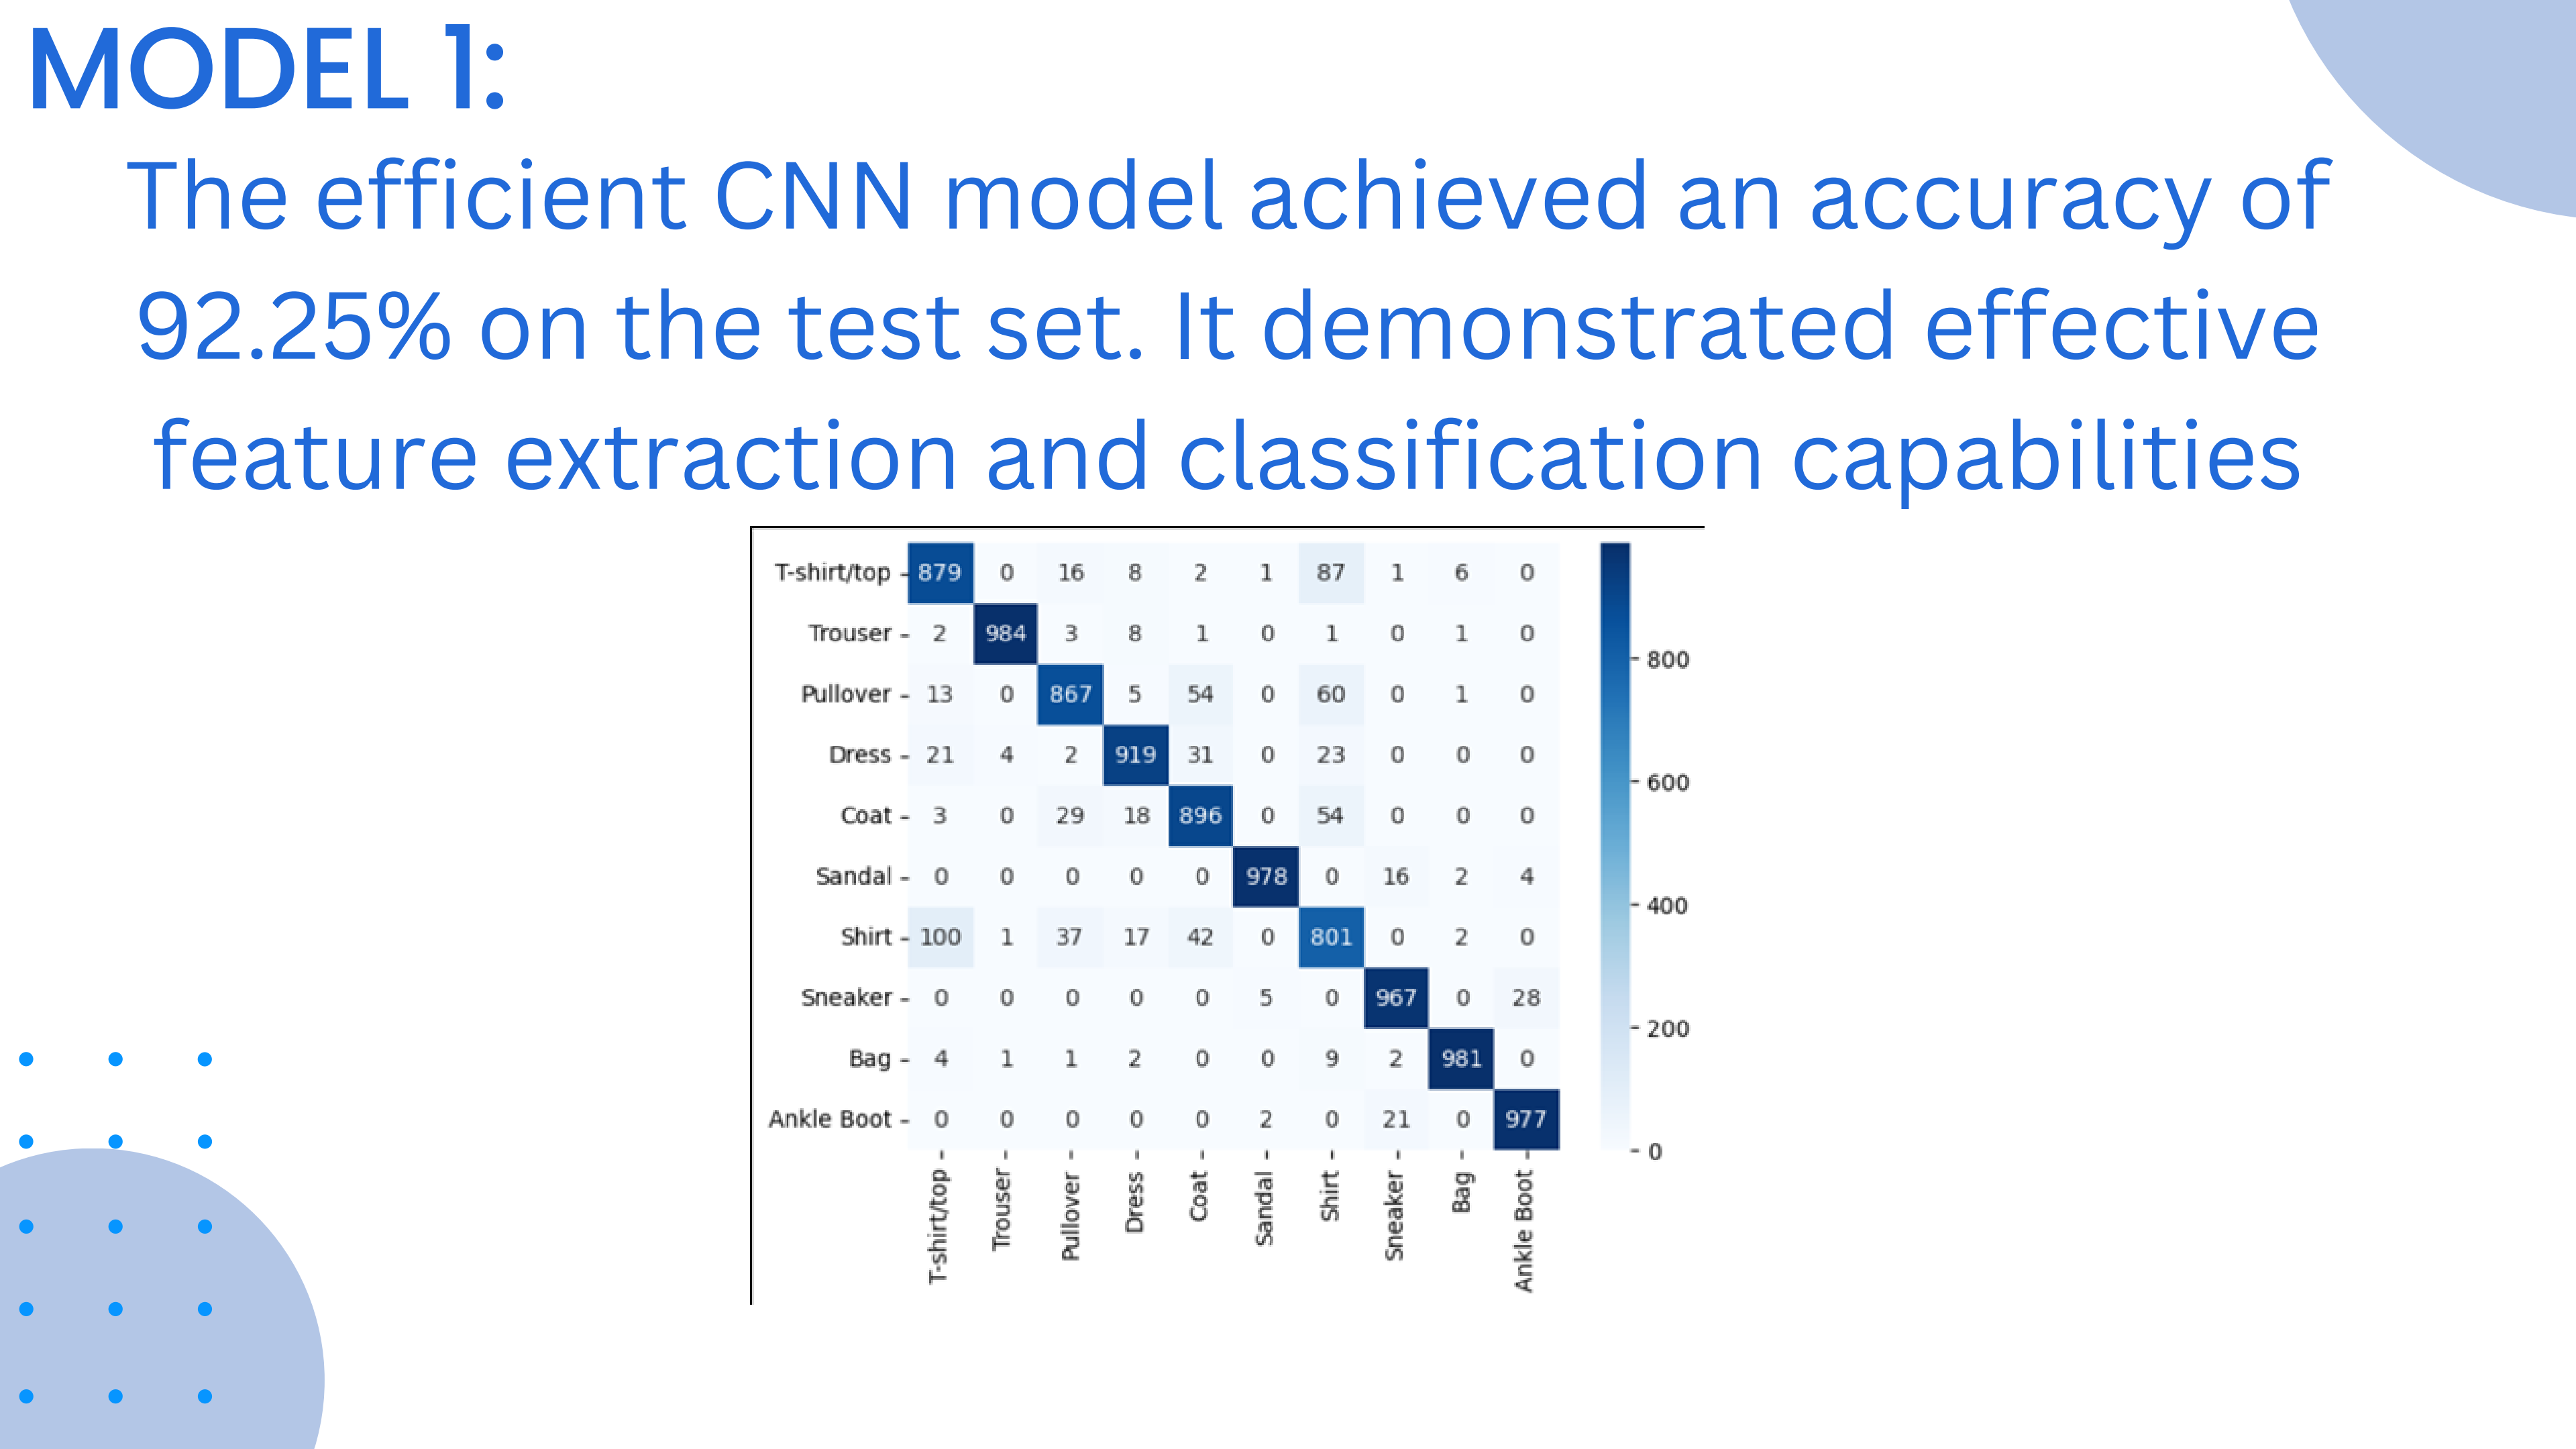 MODEL 1:
The efficient CNN model achieved an accuracy of
92.25% on the test set. It demonstrated effective
feature extraction and classification capabilities
T-shirt/top 879 0 16 8 2 1 87 1 6 0
Trouser 2 984 3 8 1 0 1 0 1 0
Pullover 13 0 867 5 54 0 60 0 1 0
Dress 21 4 2 919 31 0 23 0 0 0
Coat 3 0 29 18 896 0 54 0 0 0
Sandal 0 0 0 0 0 978 0 16 2 4
Shirt 100 1 37 17 42 0 801 0 2 0
Sneaker 0 0 0 0 0 5 0 967 0 28
Bag 4 1 1 2 0 0 9 2 981 0
Ankle Boot 0 0 0 0 0 2 0 21 0 977
T-shirt/top
Trouser
Pullover
Dress
Coat
Sandal
Shirt
Sneaker
Bag
Ankle Boot
800
600
400
200
0